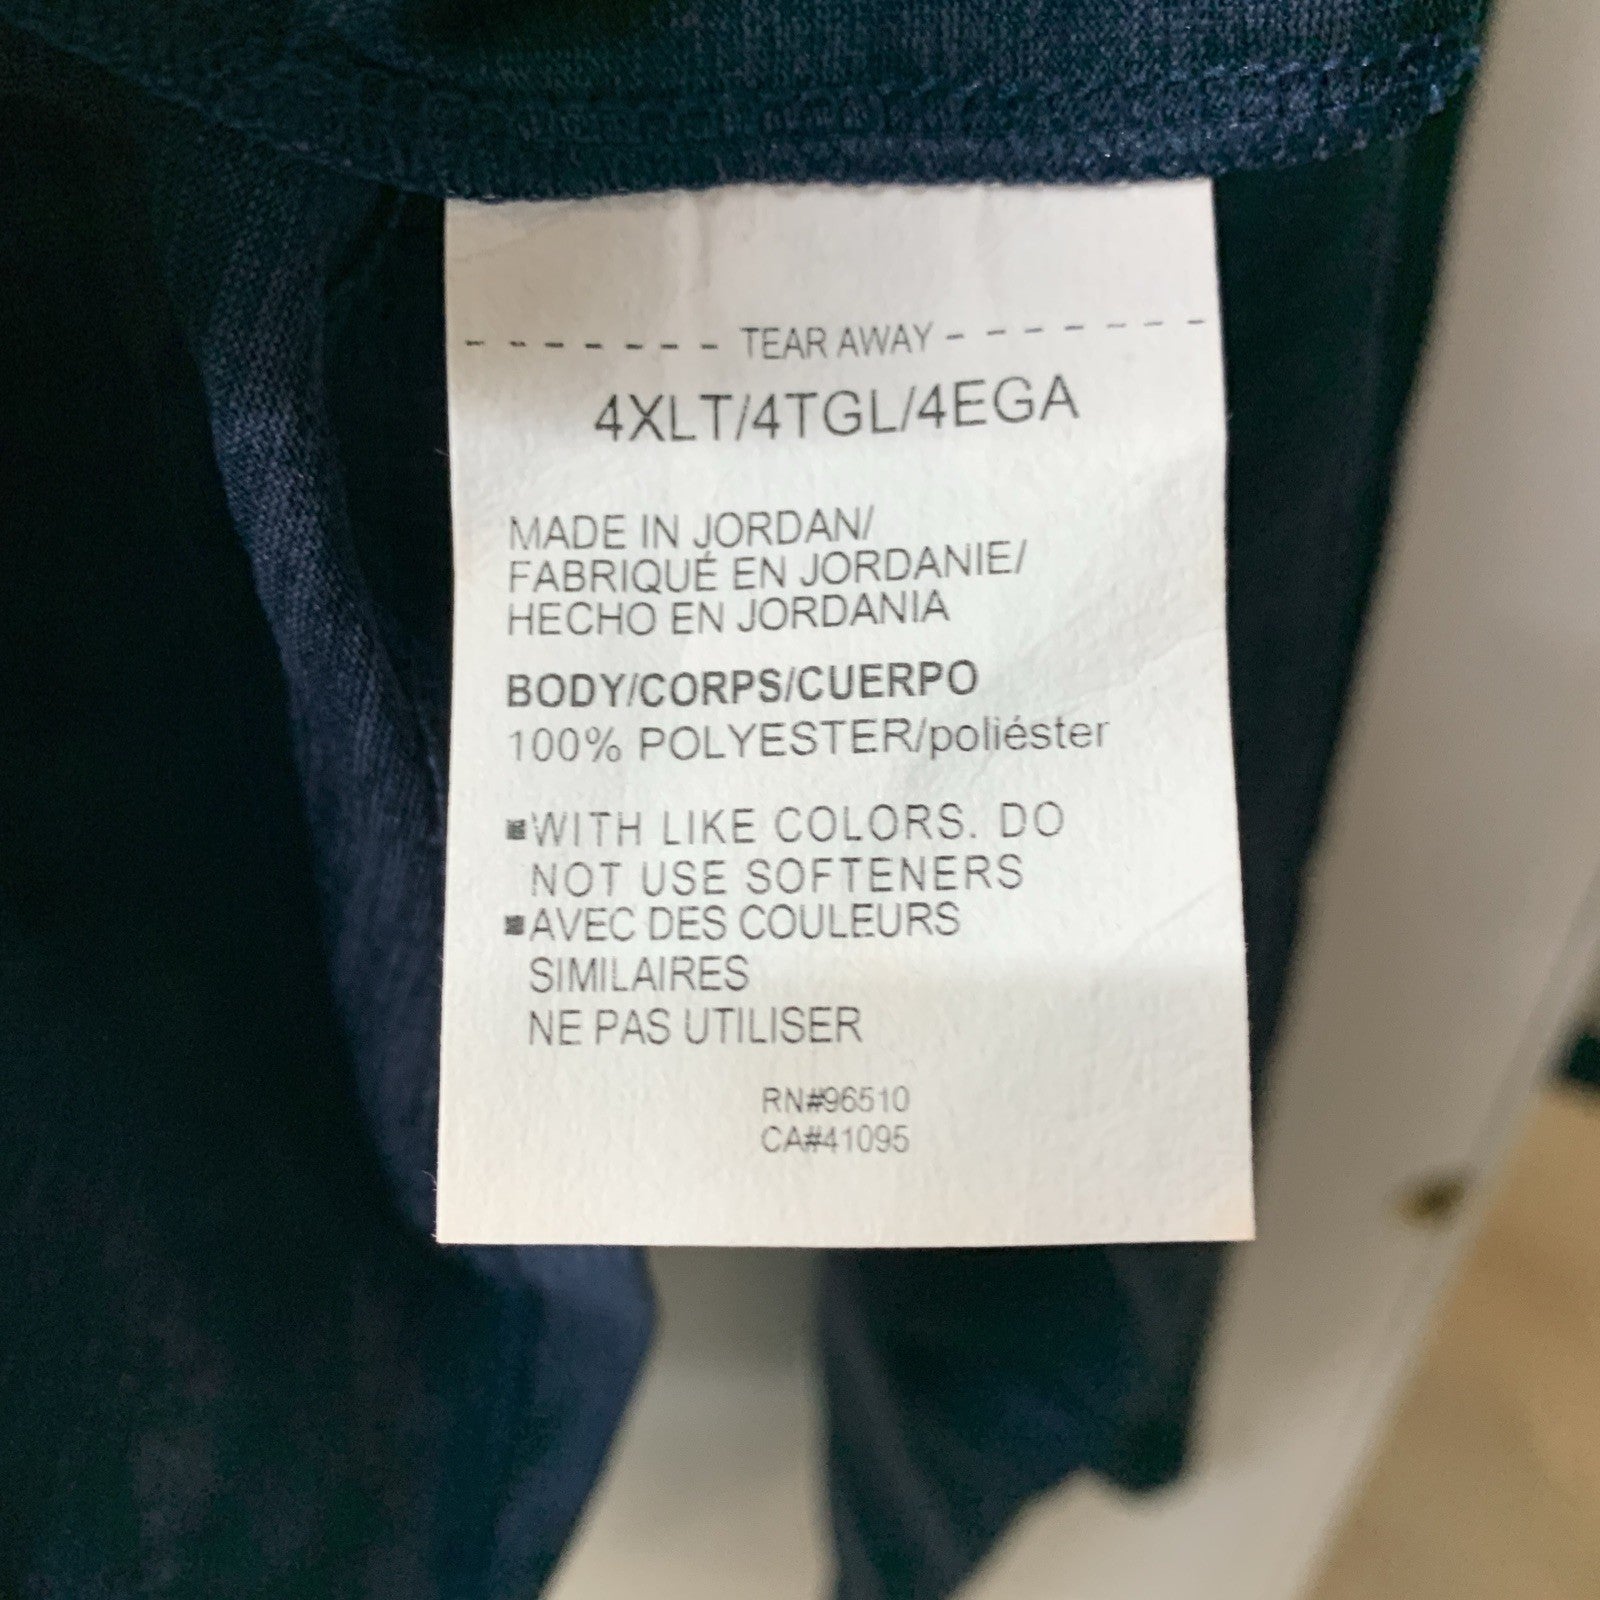 TEAR AWAY
4XLT/4TGL/4EGA
MADE IN JORDAN/
FABRIQUÉ EN JORDANIE/
HECHO EN JORDANIA
BODY/CORPS/CUERPO
100% POLYESTER/poliéster
WITH LIKE COLORS. DO
NOT USE SOFTENERS
AVEC DES COULEURS
SIMILAIRES
NE PAS UTILISER
RN#96510
CA#41095